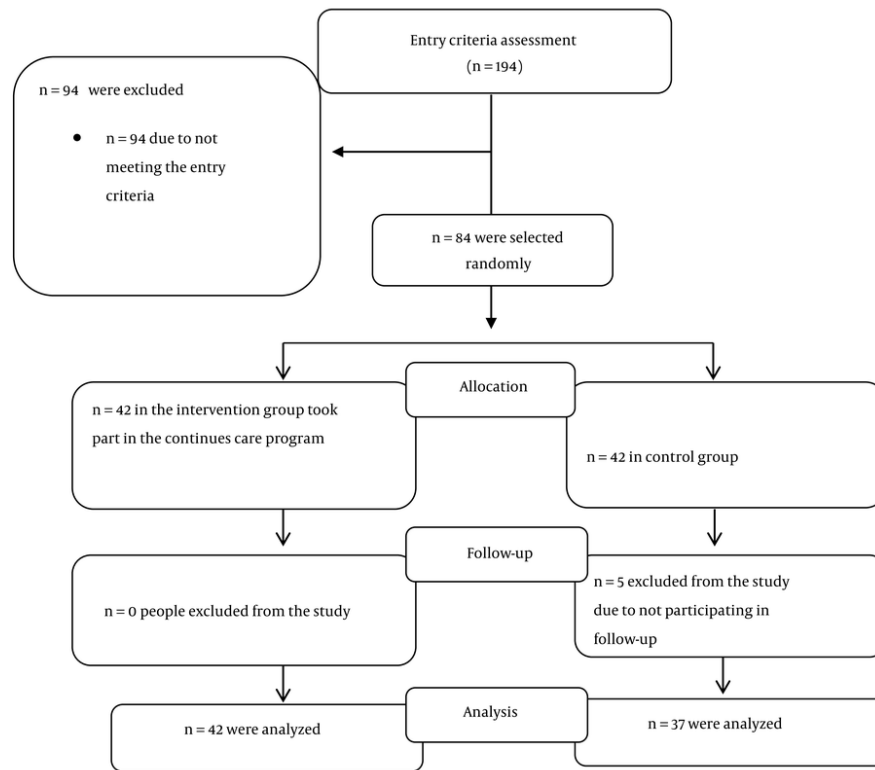 Entry criteria assessment
(n = 194)
n = 94 were excluded
• n = 94 due to not
meeting the entry
criteria
n = 84 were selected
randomly
Allocation
n = 42 in the intervention group took
part in the continues care program
n = 42 in control group
Follow-up
n = 0 people excluded from the study
n = 5 excluded from the study
due to not participating in
follow-up
Analysis
n = 42 were analyzed
n = 37 were analyzed